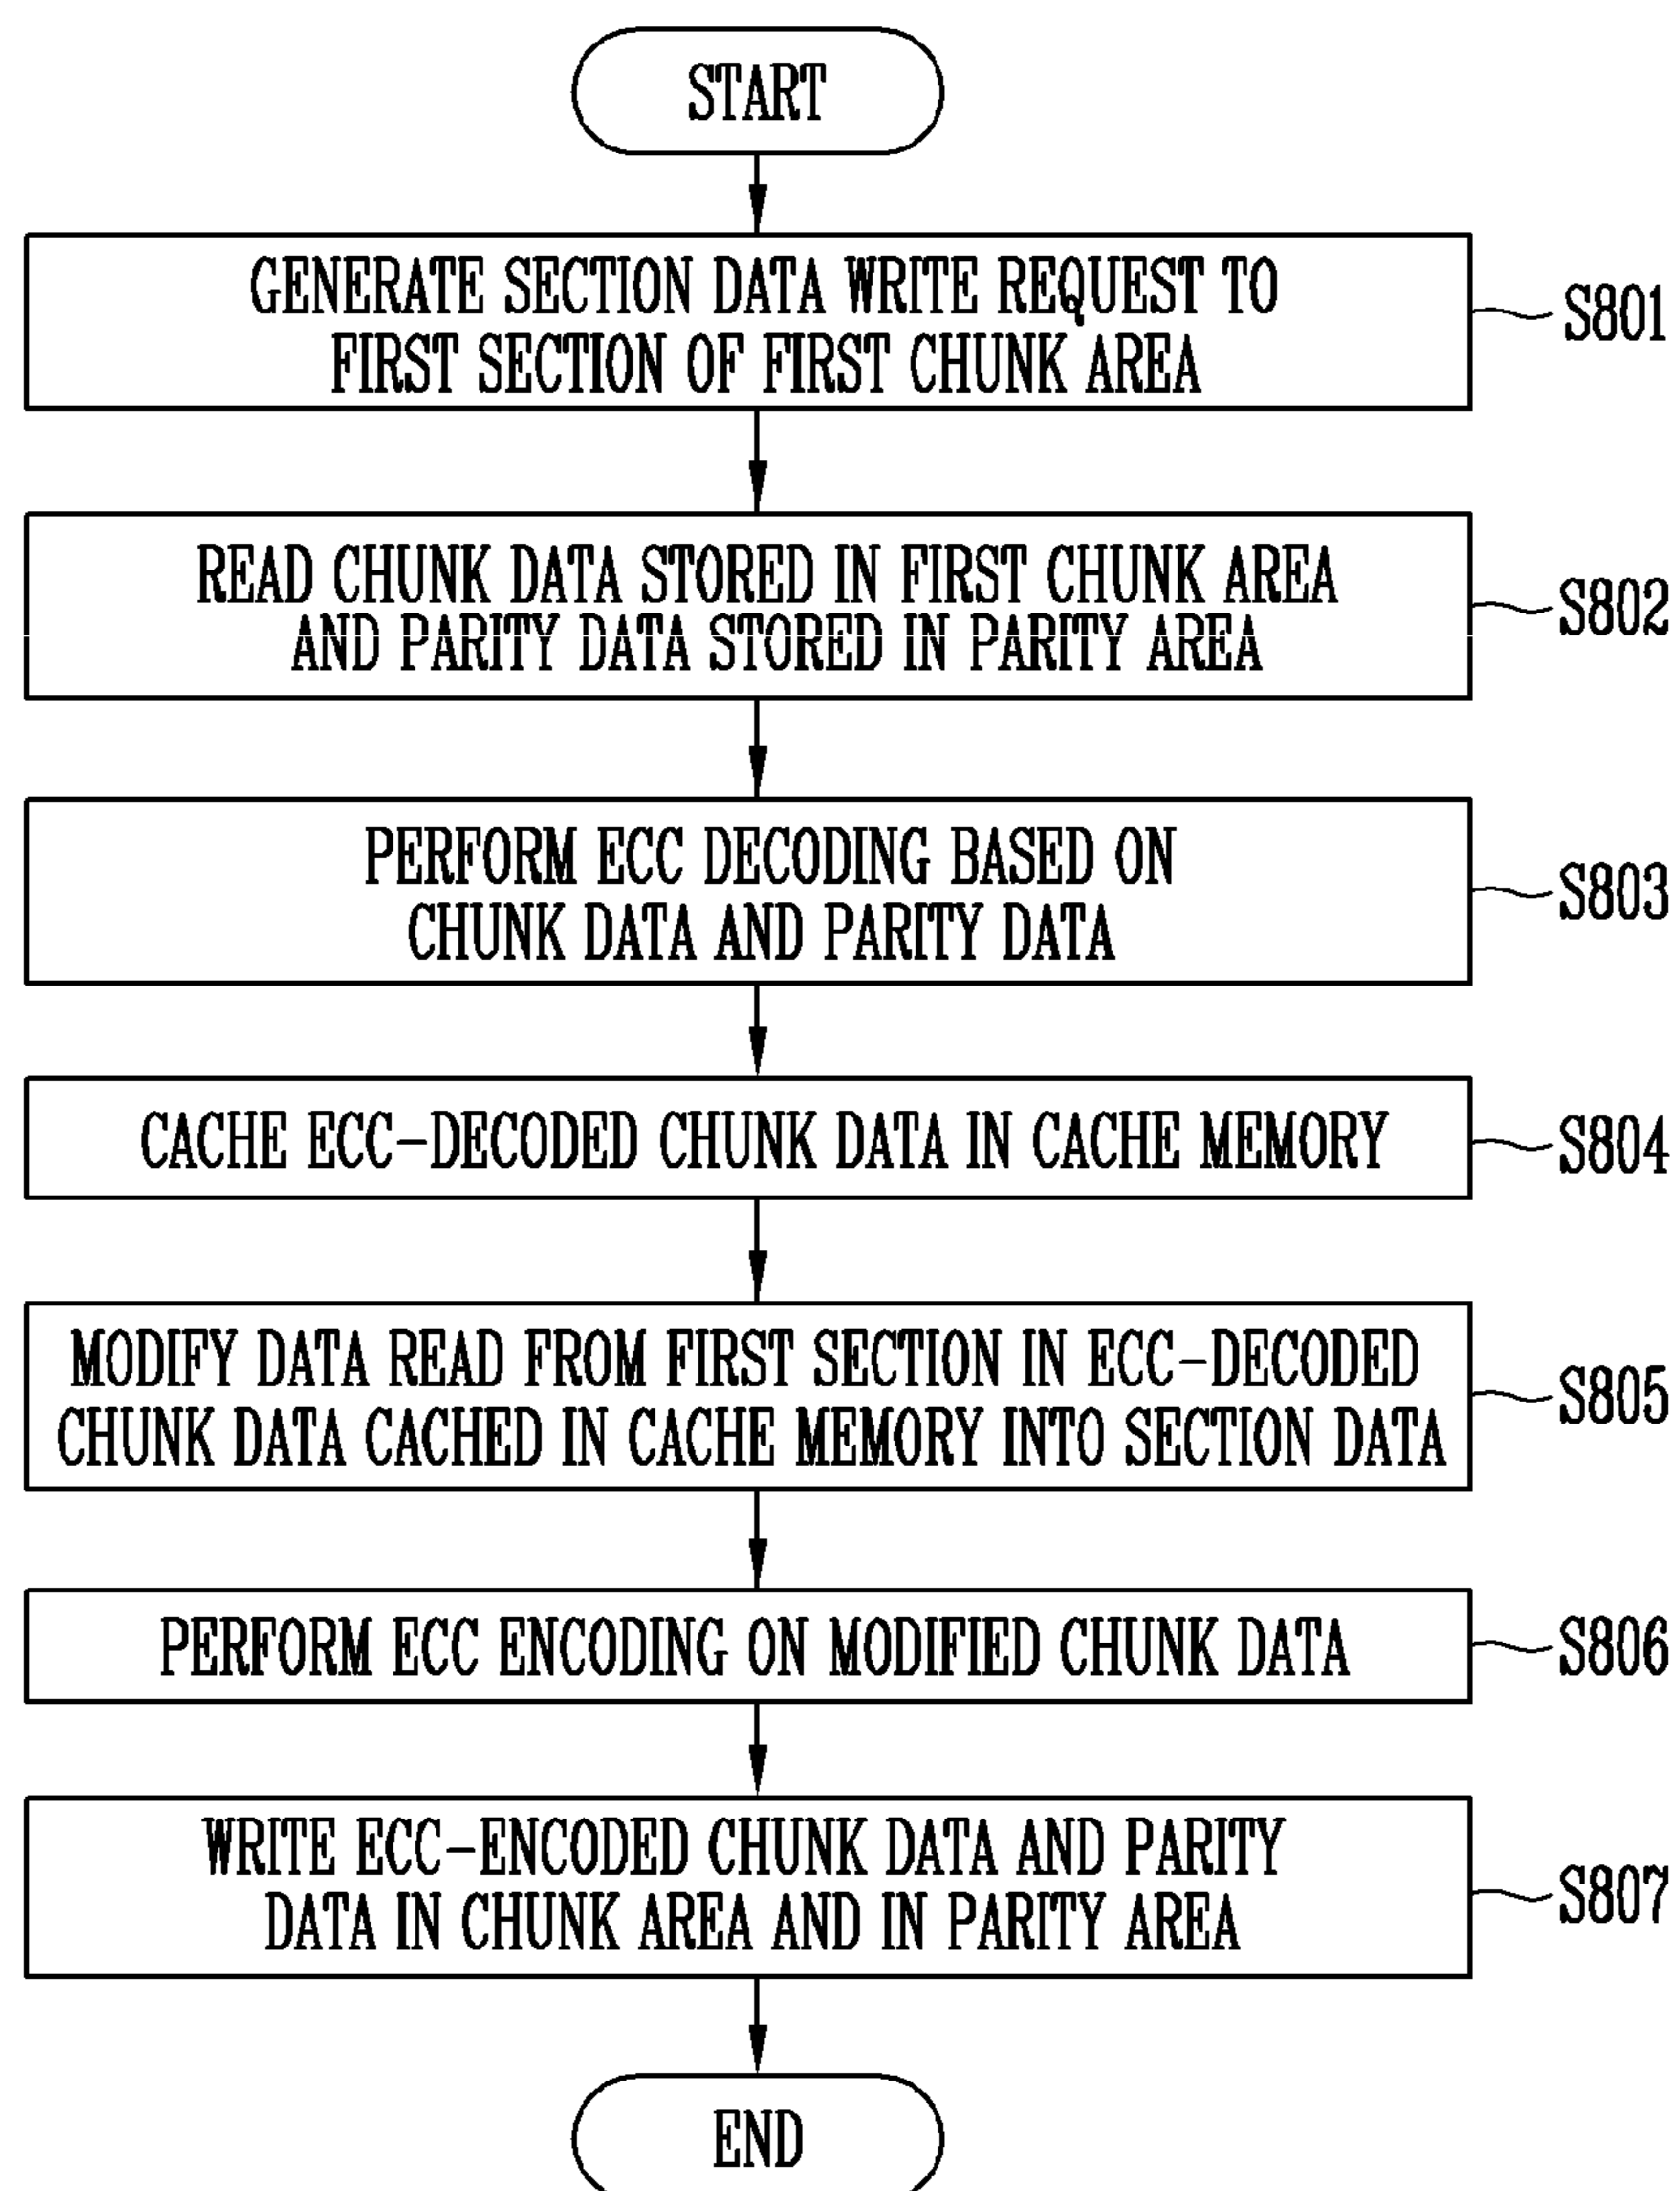 START
GENERATE SECTION DATA WRITE REQUEST TO
FIRST SECTION OF FIRST CHUNK AREA
S801
READ CHUNK DATA STORED IN FIRST CHUNK AREA
AND PARITY DATA STORED IN PARITY AREA
S802
PERFORM ECC DECODING BASED ON
CHUNK DATA AND PARITY DATA
S803
CACHE ECC-DECODED CHUNK DATA IN CACHE MEMORY
S804
MODIFY DATA READ FROM FIRST SECTION IN ECC-DECODED
CHUNK DATA CACHED IN CACHE MEMORY INTO SECTION DATA
S805
PERFORM ECC ENCODING ON MODIFIED CHUNK DATA
S806
WRITE ECC-ENCODED CHUNK DATA AND PARITY
DATA IN CHUNK AREA AND IN PARITY AREA
S807
END